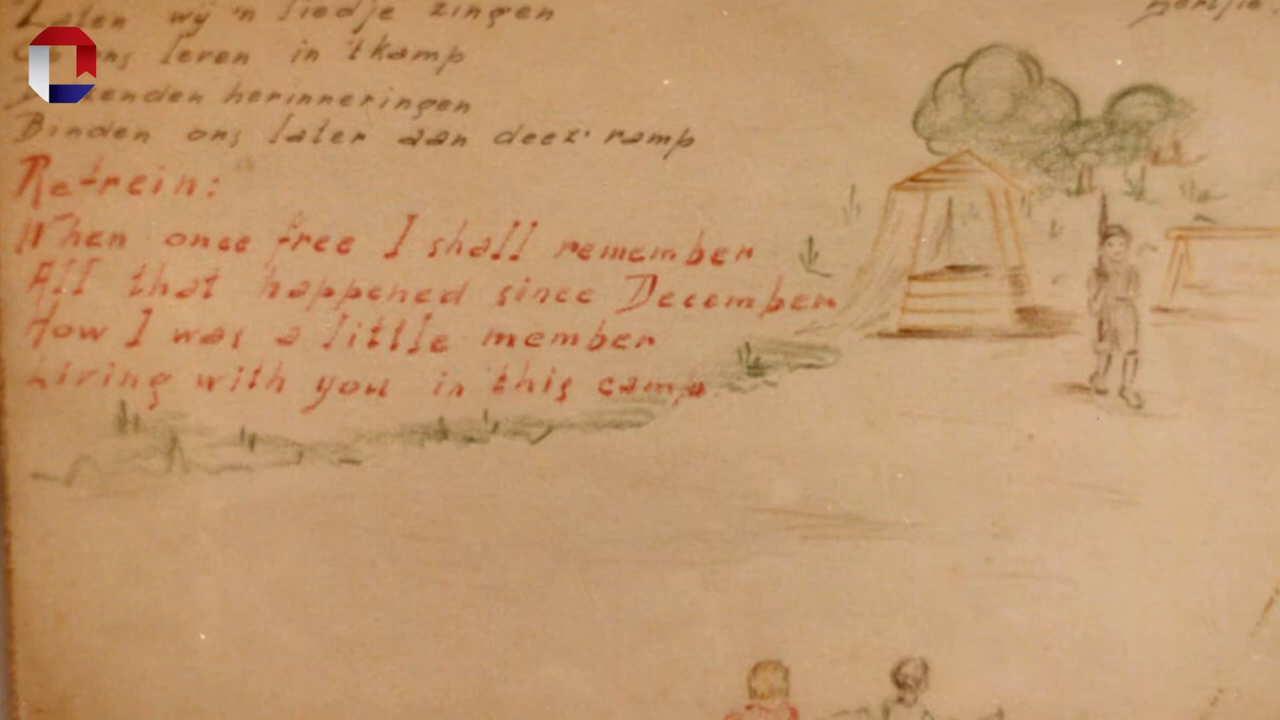 Laten wij 'n liedje zingen
ons leven in 't kamp
herinneringen
Binden ons later aan deez' ramp
Refrein:
When once free I shall remember
All that happened since December
How I was a little member
Living with you in this camp.